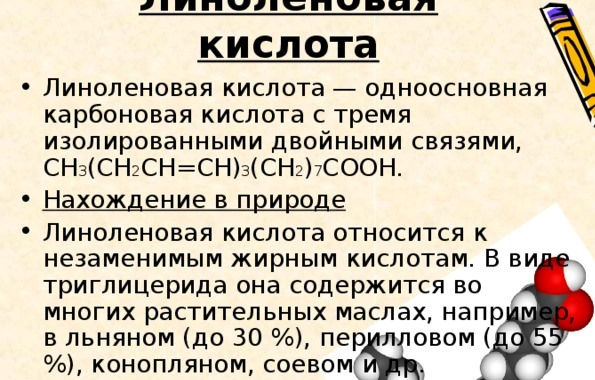 Линоленовая
кислота
• Линоленовая кислота — одноосновная
карбоновая кислота с тремя
изолированными двойными связями,
CH₃(CH₂CH=CH)₃(CH₂)₇COOH.
• Нахождение в природе
• Линоленовая кислота относится к
незаменимым жирным кислотам. В виде
триглицерида она содержится во
многих растительных маслах, например,
в льняном (до 30 %), перилловом (до 55
%), конопляном, соевом и др.